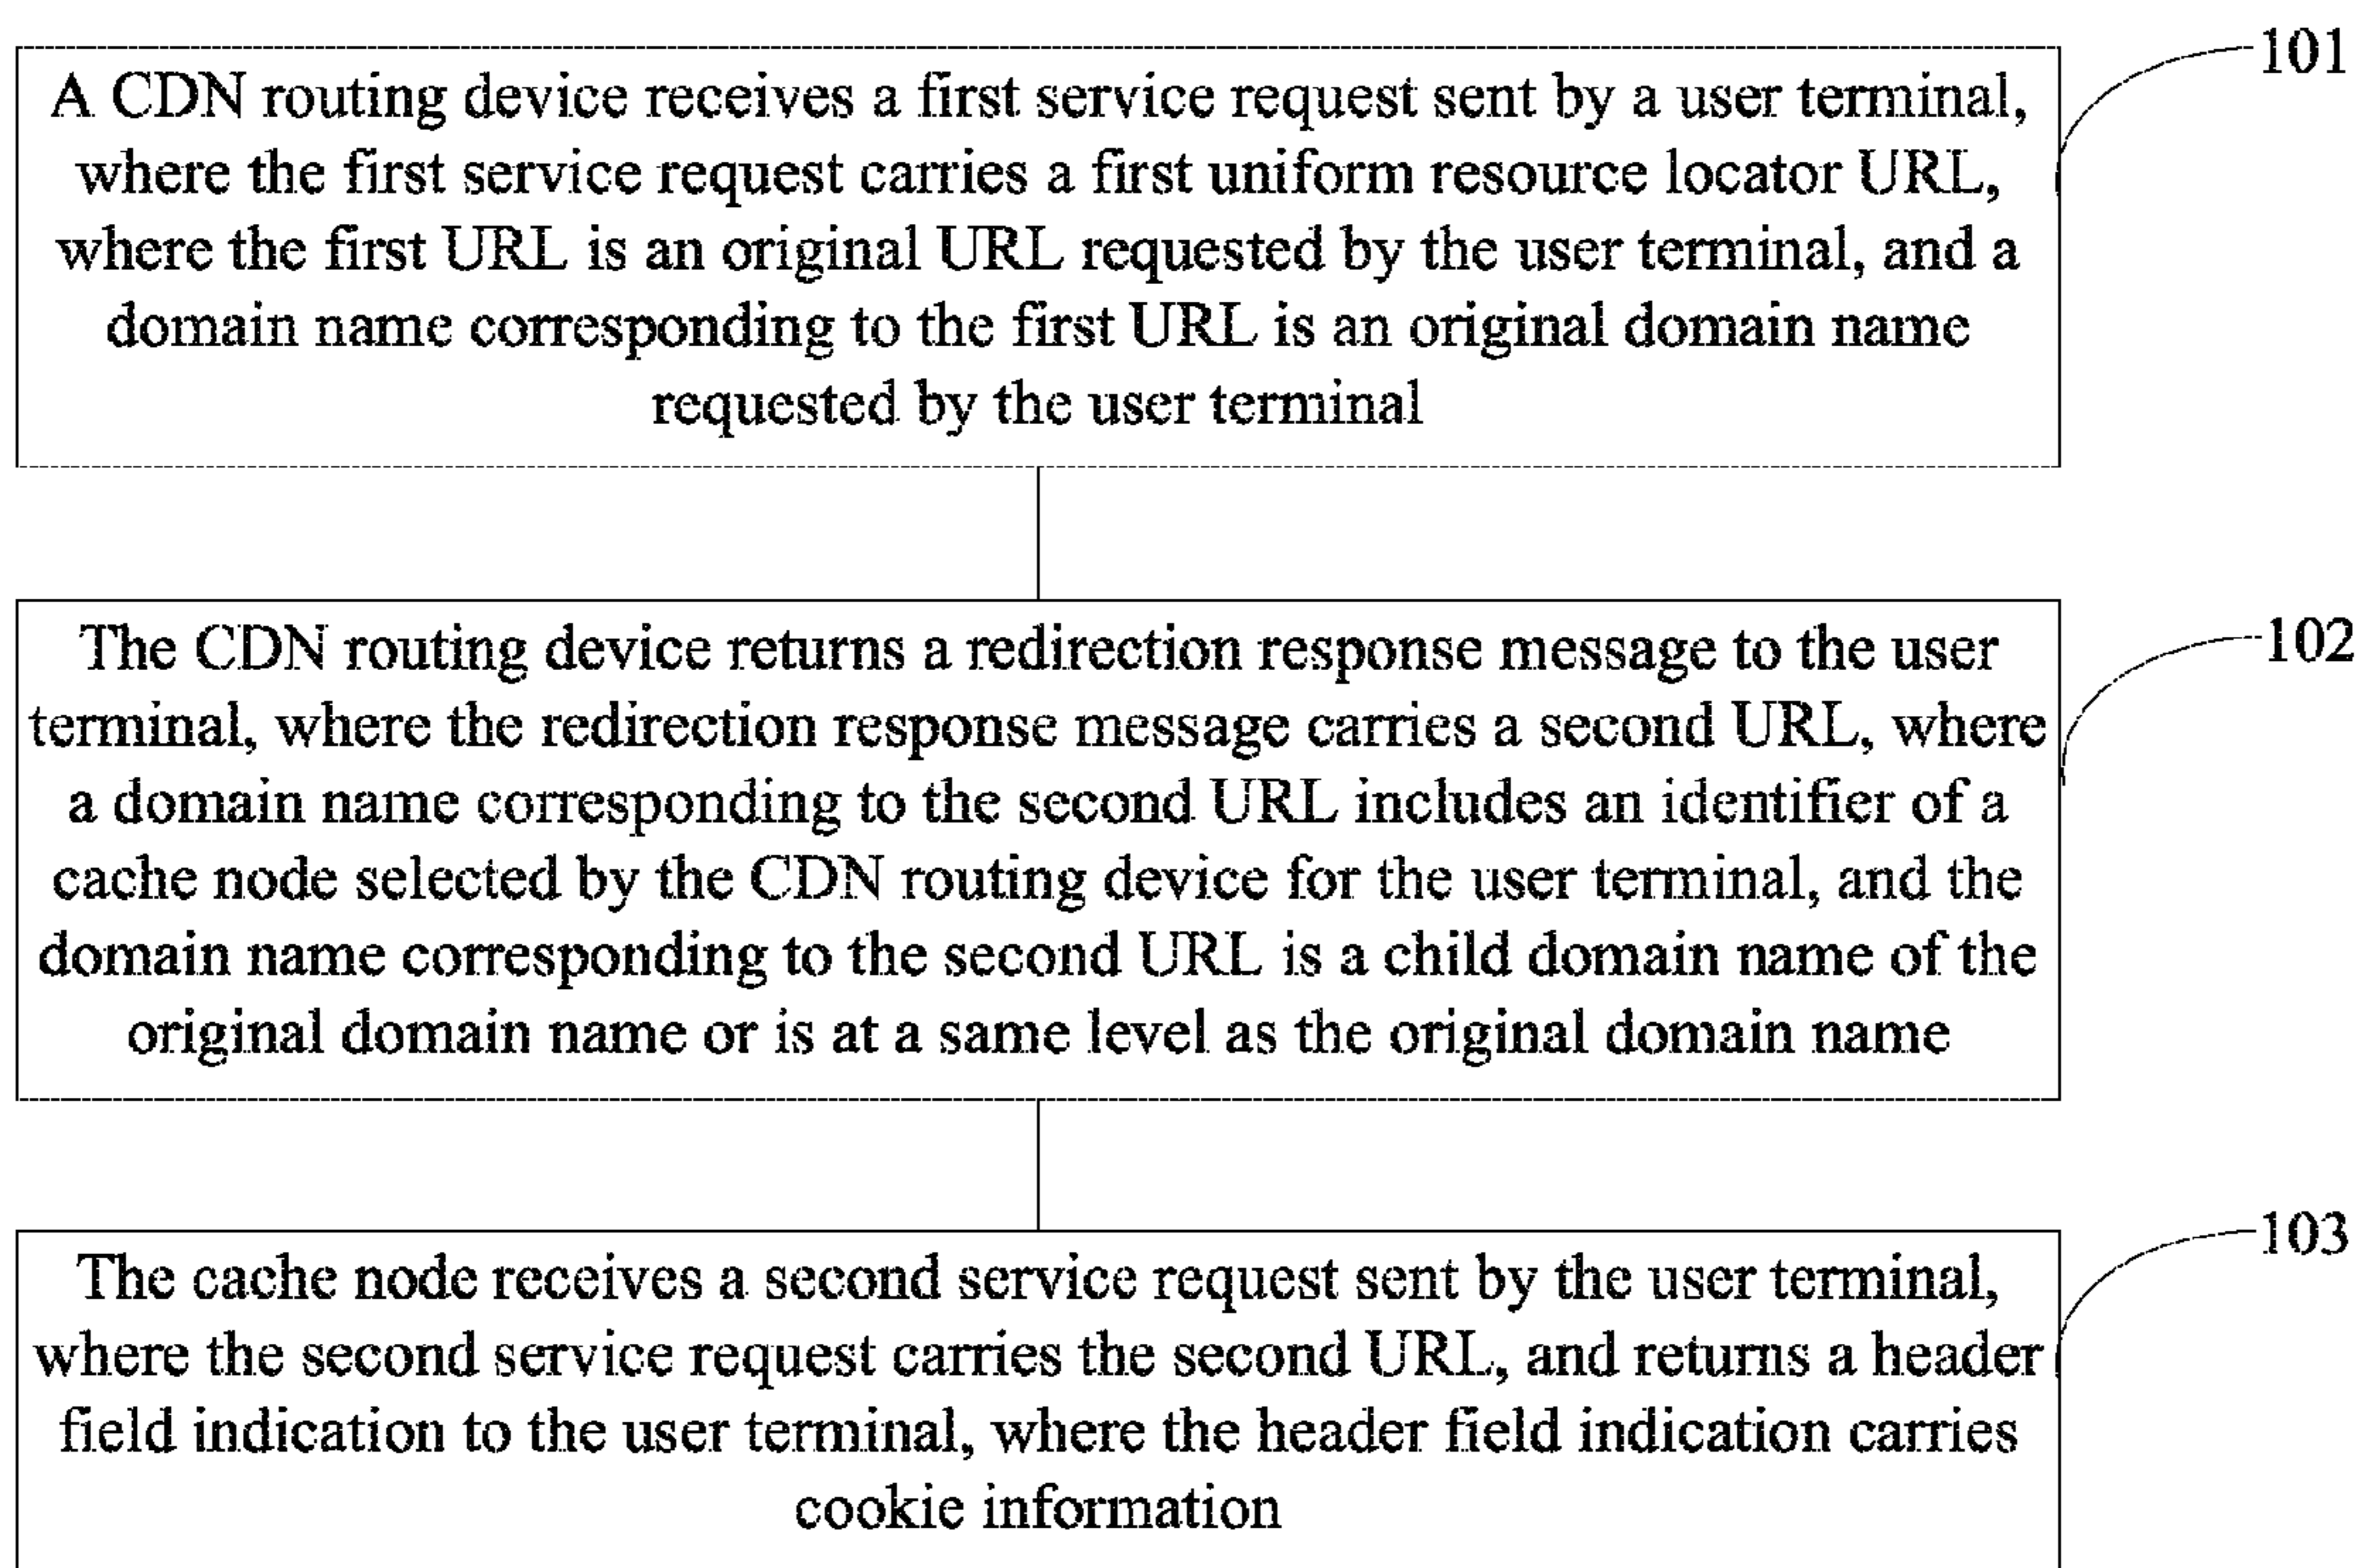 101
A CDN routing device receives a first service request sent by a user terminal,
where the first service request carries a first uniform resource locator URL,
where the first URL is an original URL requested by the user terminal, and a
domain name corresponding to the first URL is an original domain name
requested by the user terminal
102
The CDN routing device returns a redirection response message to the user
terminal, where the redirection response message carries a second URL, where
a domain name corresponding to the second URL includes an identifier of a
cache node selected by the CDN routing device for the user terminal, and the
domain name corresponding to the second URL is a child domain name of the
original domain name or is at a same level as the original domain name
103
The cache node receives a second service request sent by the user terminal,
where the second service request carries the second URL, and returns a header
field indication to the user terminal, where the header field indication carries
cookie information